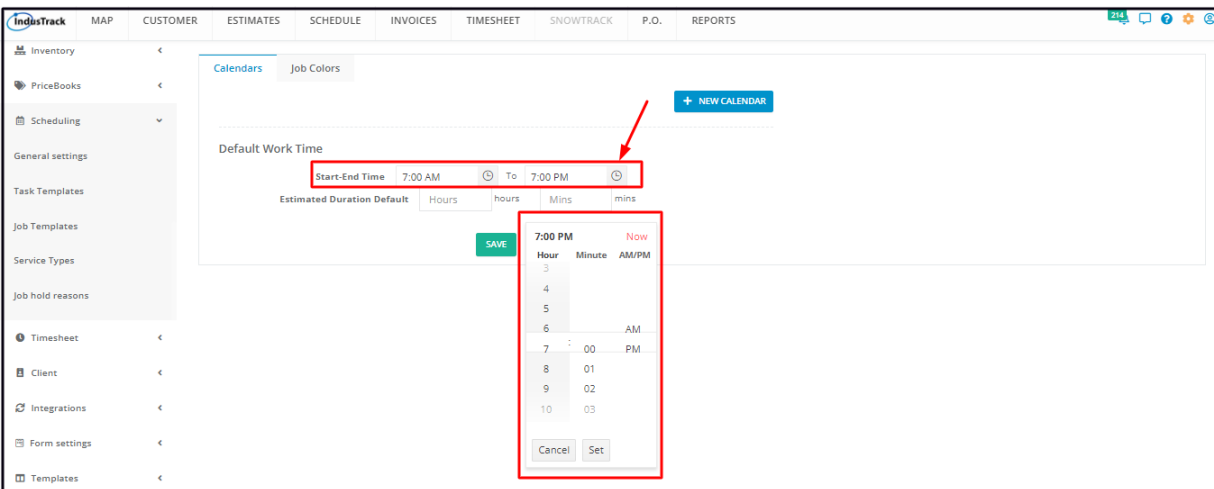 IndusTrack MAP CUSTOMER ESTIMATES SCHEDULE INVOICES TIMESHEET SNOWTRACK P.O. REPORTS 214
Inventory
PriceBooks
Scheduling
General settings
Task Templates
Job Templates
Service Types
Job hold reasons
Timesheet
Client
Integrations
Form settings
Templates
Calendars Job Colors
+ NEW CALENDAR
Default Work Time
Start-End Time 7:00 AM To 7:00 PM
Estimated Duration Default Hours hours Mins mins
SAVE
7:00 PM Now
Hour Minute AM/PM
3
4
5
6 AM
7 : 00 PM
8 01
9 02
10 03
Cancel Set